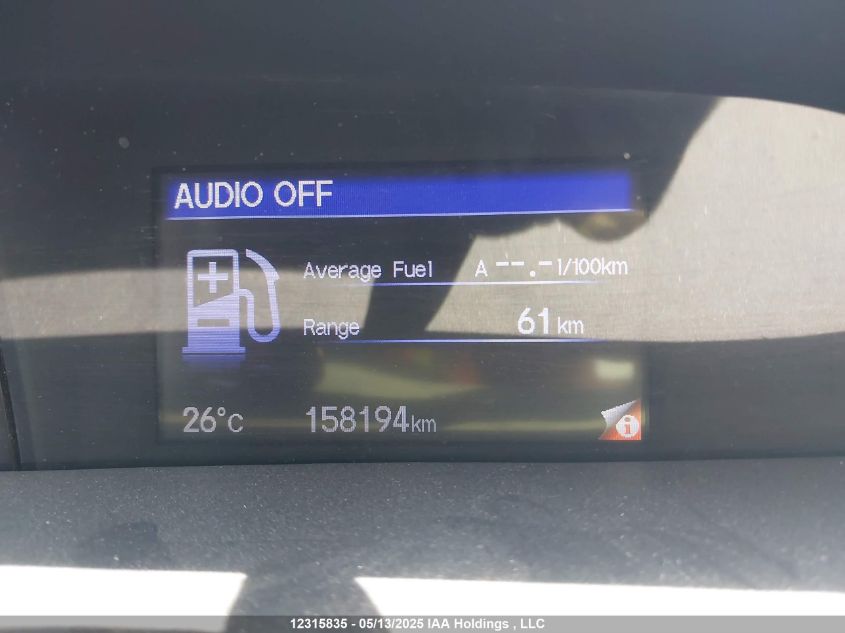 AUDIO OFF
Average Fuel A --.- l/100km
Range 61 km
26°C 158194km i
12315835 - 05/13/2025 IAA Holdings , LLC